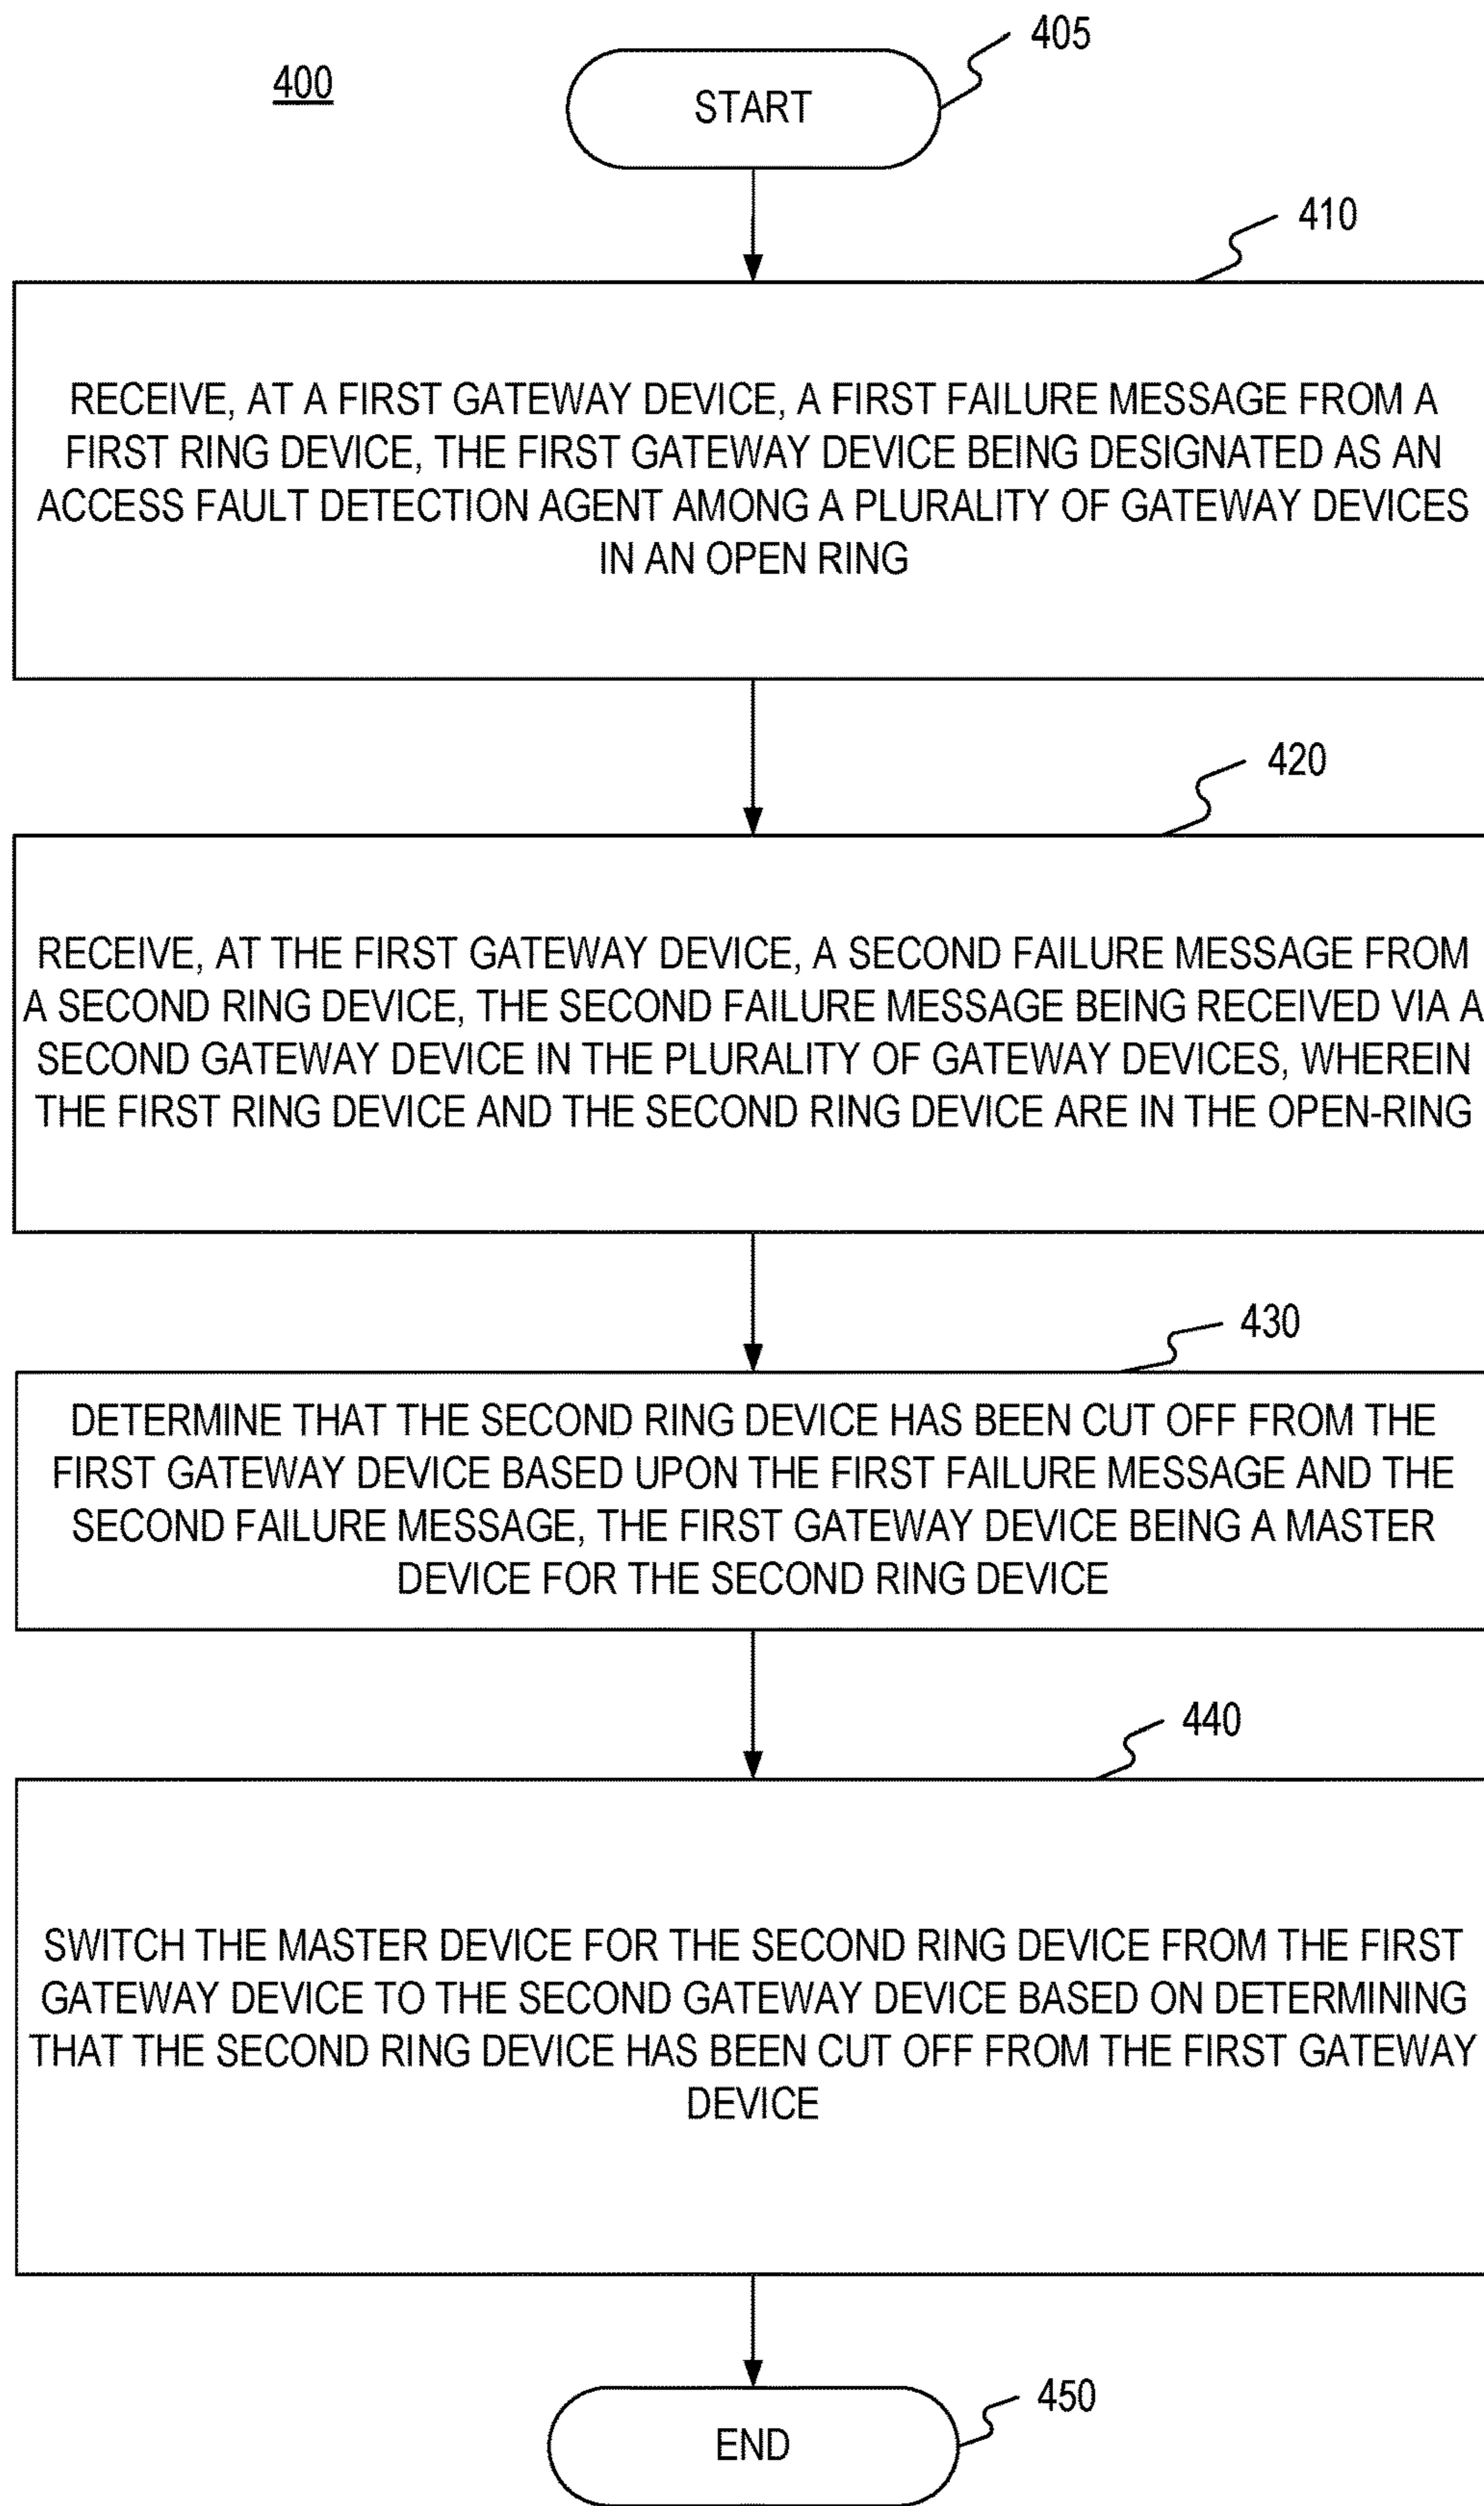 405
400
START
410
RECEIVE, AT A FIRST GATEWAY DEVICE, A FIRST FAILURE MESSAGE FROM A
FIRST RING DEVICE, THE FIRST GATEWAY DEVICE BEING DESIGNATED AS AN
ACCESS FAULT DETECTION AGENT AMONG A PLURALITY OF GATEWAY DEVICES
IN AN OPEN RING
420
RECEIVE, AT THE FIRST GATEWAY DEVICE, A SECOND FAILURE MESSAGE FROM
A SECOND RING DEVICE, THE SECOND FAILURE MESSAGE BEING RECEIVED VIA A
SECOND GATEWAY DEVICE IN THE PLURALITY OF GATEWAY DEVICES, WHEREIN
THE FIRST RING DEVICE AND THE SECOND RING DEVICE ARE IN THE OPEN-RING
430
DETERMINE THAT THE SECOND RING DEVICE HAS BEEN CUT OFF FROM THE
FIRST GATEWAY DEVICE BASED UPON THE FIRST FAILURE MESSAGE AND THE
SECOND FAILURE MESSAGE, THE FIRST GATEWAY DEVICE BEING A MASTER
DEVICE FOR THE SECOND RING DEVICE
440
SWITCH THE MASTER DEVICE FOR THE SECOND RING DEVICE FROM THE FIRST
GATEWAY DEVICE TO THE SECOND GATEWAY DEVICE BASED ON DETERMINING
THAT THE SECOND RING DEVICE HAS BEEN CUT OFF FROM THE FIRST GATEWAY
DEVICE
450
END